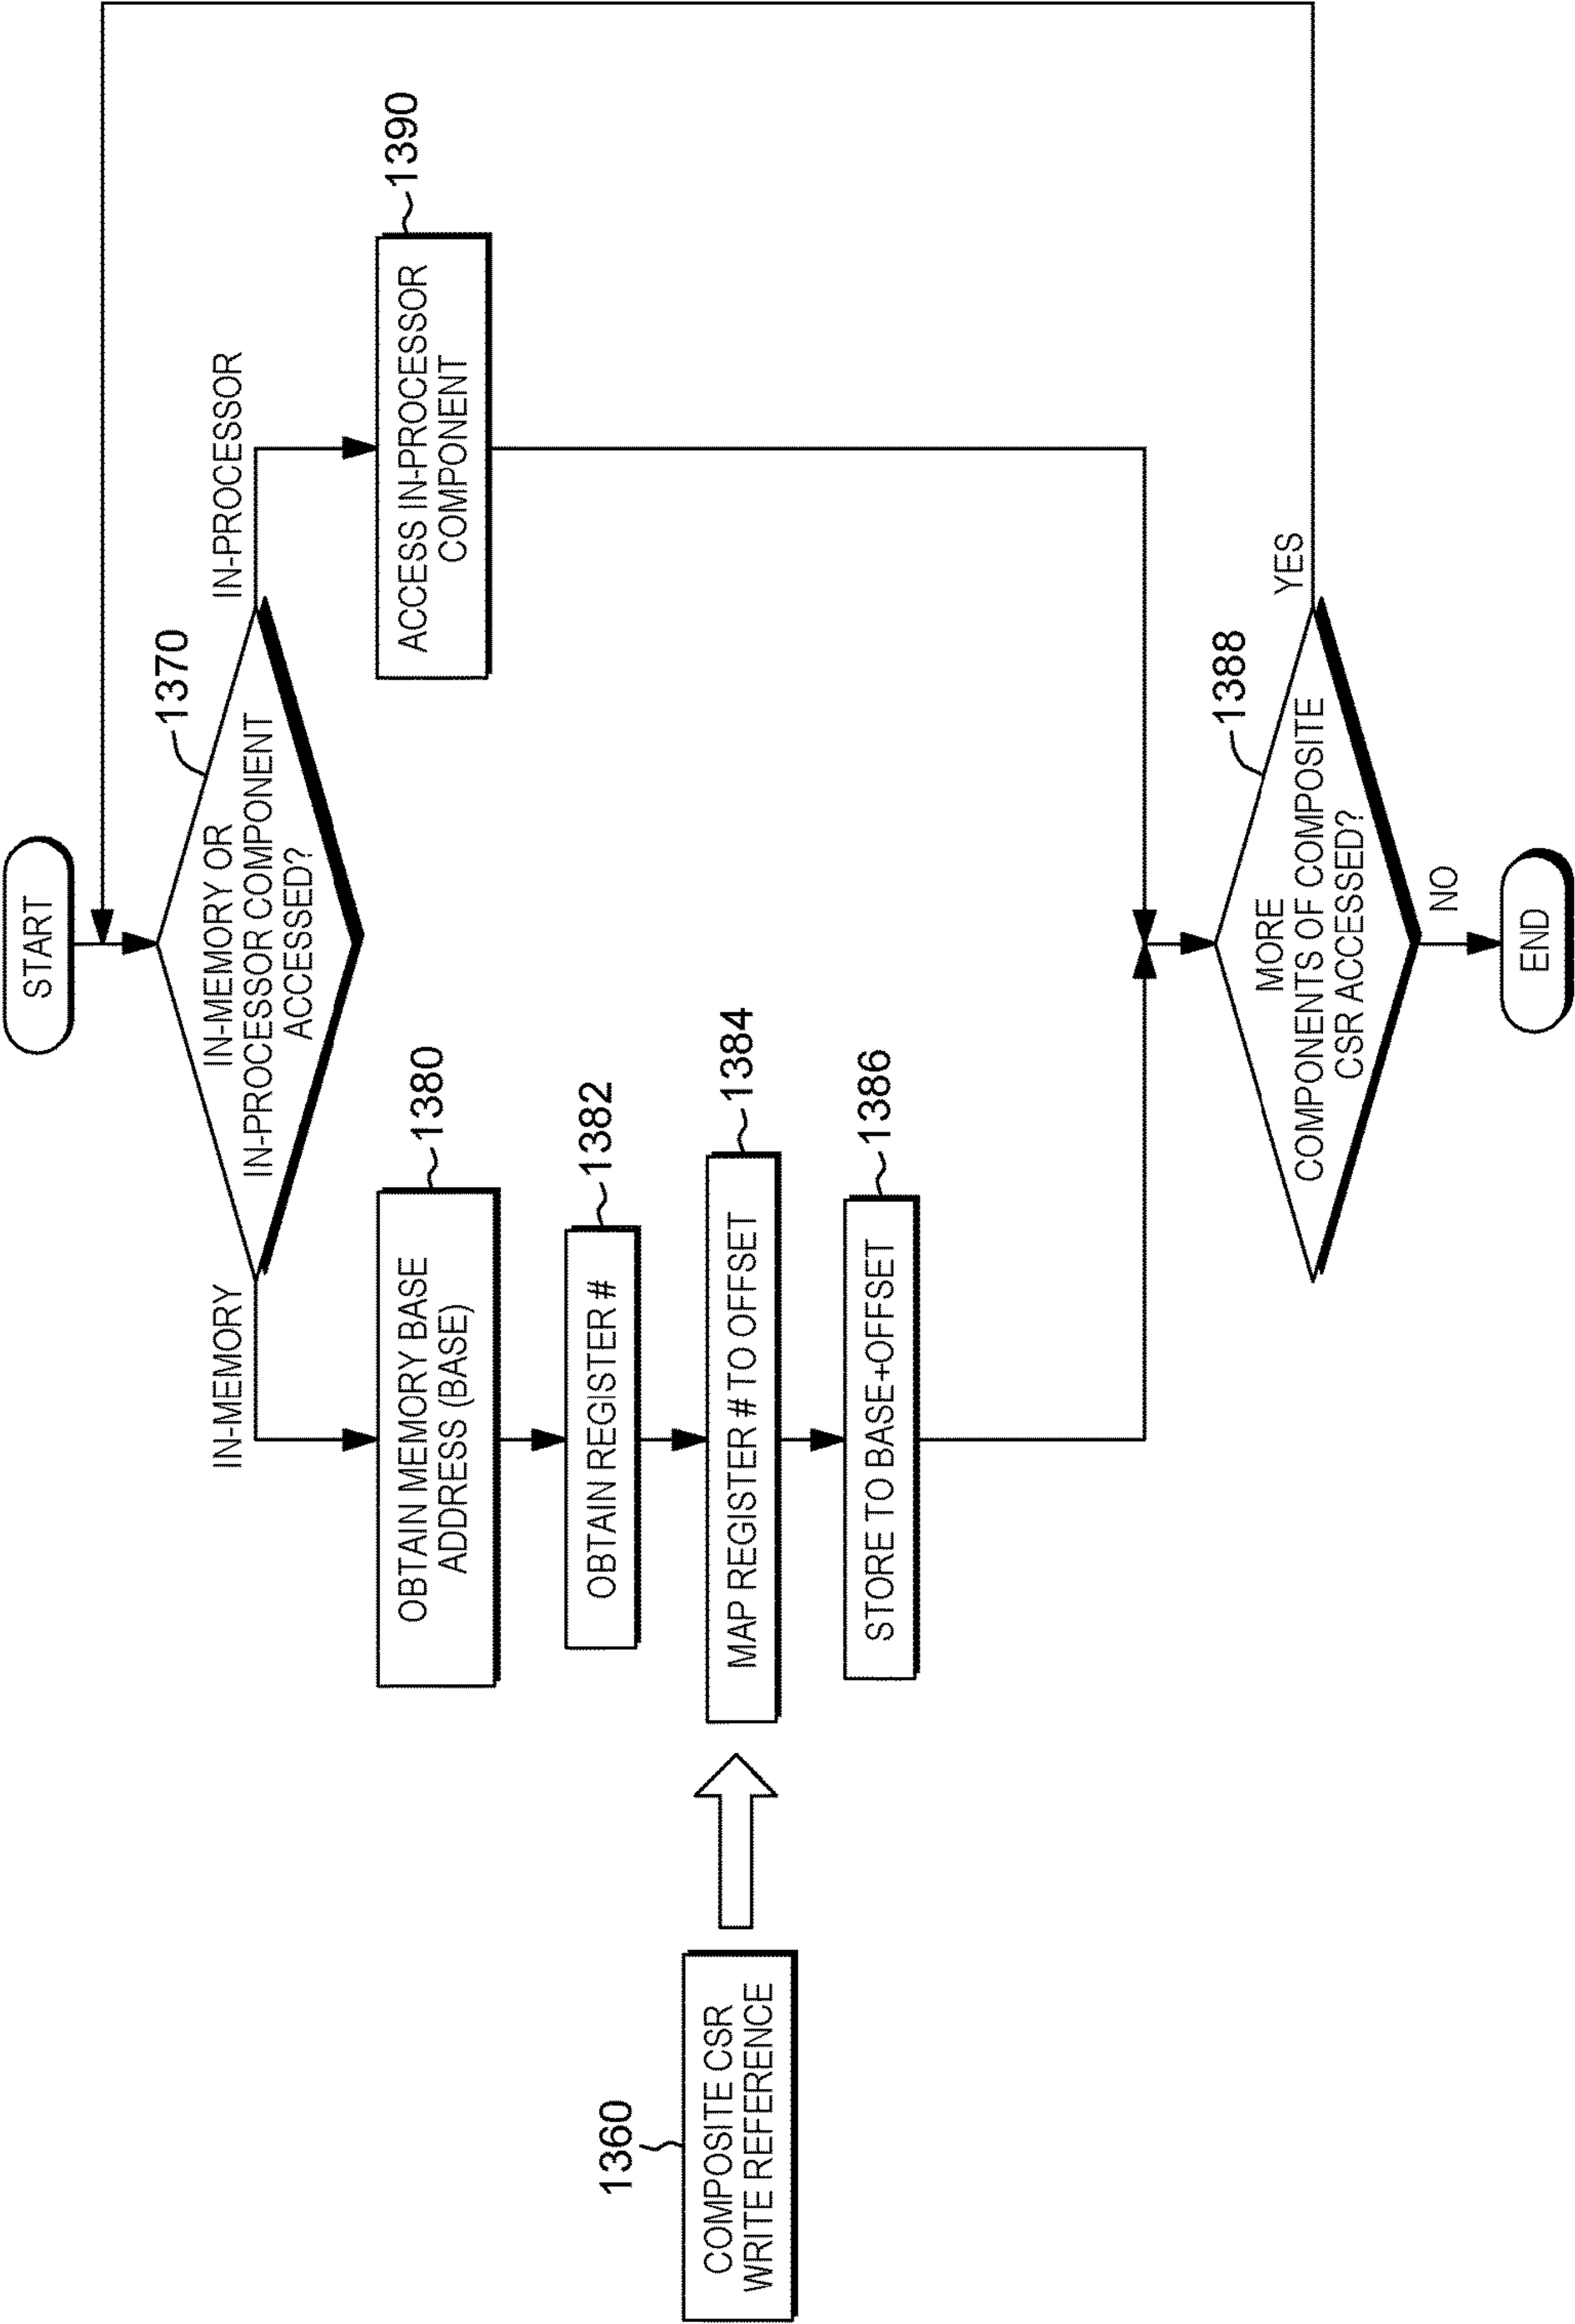 START
1370
IN-MEMORY OR
IN-PROCESSOR COMPONENT
ACCESSED?
IN-MEMORY
IN-PROCESSOR
1380
OBTAIN MEMORY BASE
ADDRESS (BASE)
1390
ACCESS IN-PROCESSOR
COMPONENT
1382
OBTAIN REGISTER #
1360
COMPOSITE CSR
WRITE REFERENCE
1384
MAP REGISTER # TO OFFSET
1386
STORE TO BASE+OFFSET
1388
MORE
COMPONENTS OF COMPOSITE
CSR ACCESSED?
YES
NO
END